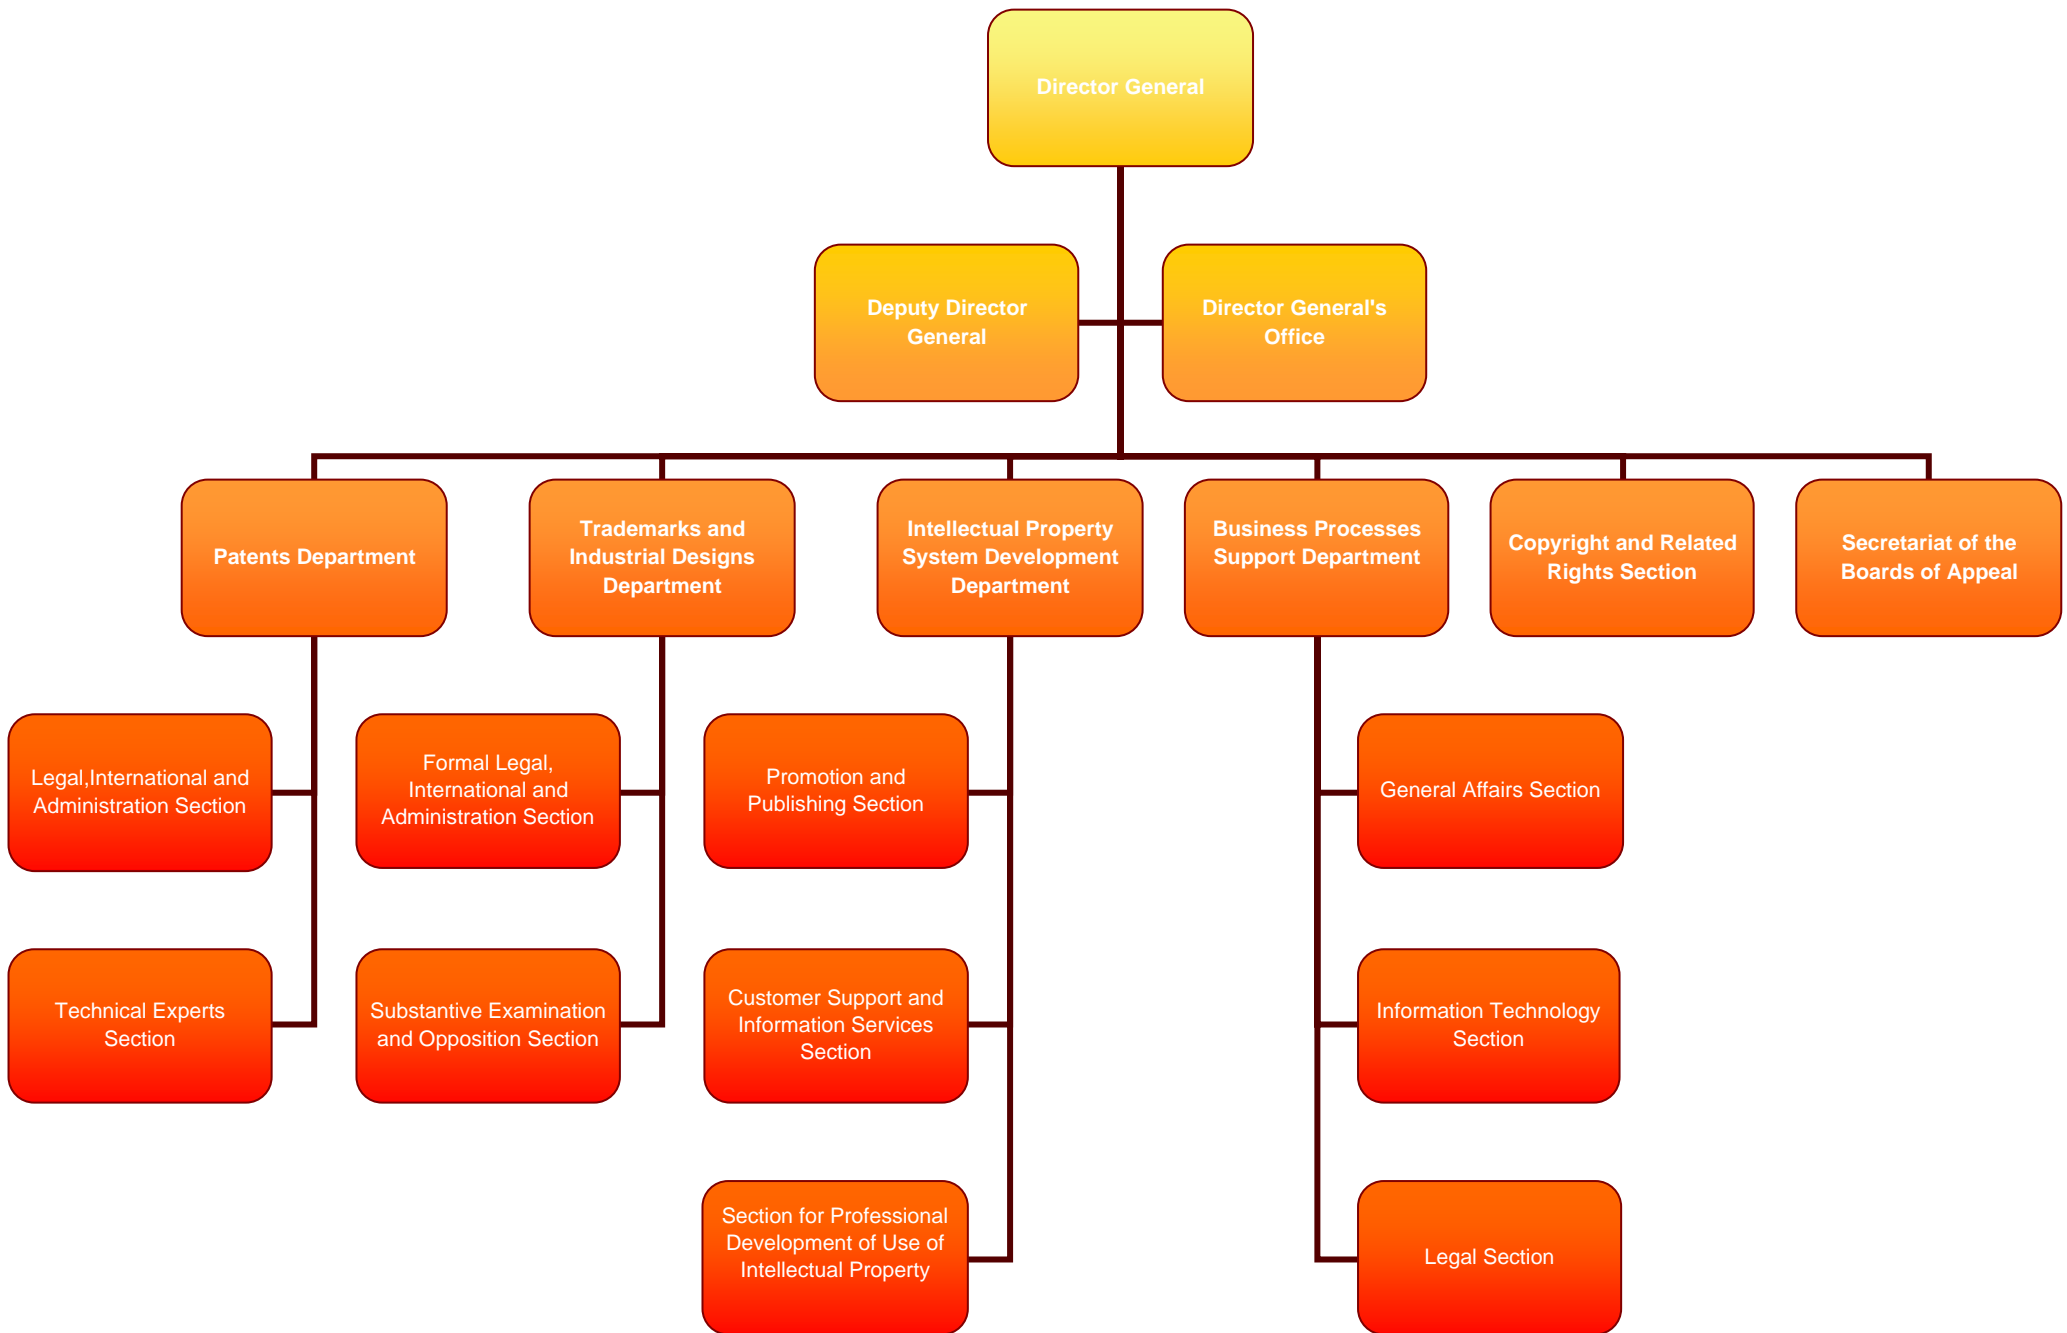 Director General
Deputy Director
General
Director General's
Office
Patents Department
Trademarks and
Industrial Designs
Department
Intellectual Property
System Development
Department
Business Processes
Support Department
Copyright and Related
Rights Section
Secretariat of the
Boards of Appeal
Legal,International and
Administration Section
Formal Legal,
International and
Administration Section
Promotion and
Publishing Section
General Affairs Section
Technical Experts
Section
Substantive Examination
and Opposition Section
Customer Support and
Information Services
Section
Information Technology
Section
Section for Professional
Development of Use of
Intellectual Property
Legal Section